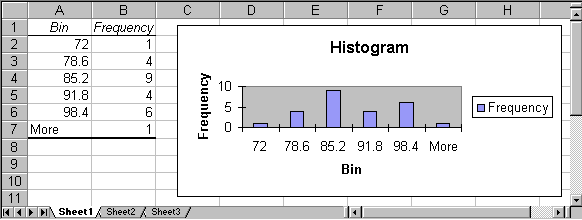 A B C D E F G H
1 Bin Frequency
2 72 1
3 78.6 4
4 85.2 9
5 91.8 4
6 98.4 6
7 More 1
8
9
10
11
Histogram
Frequency
10
5
0
72 78.6 85.2 91.8 98.4 More
Bin
Frequency
Sheet1 Sheet2 Sheet3